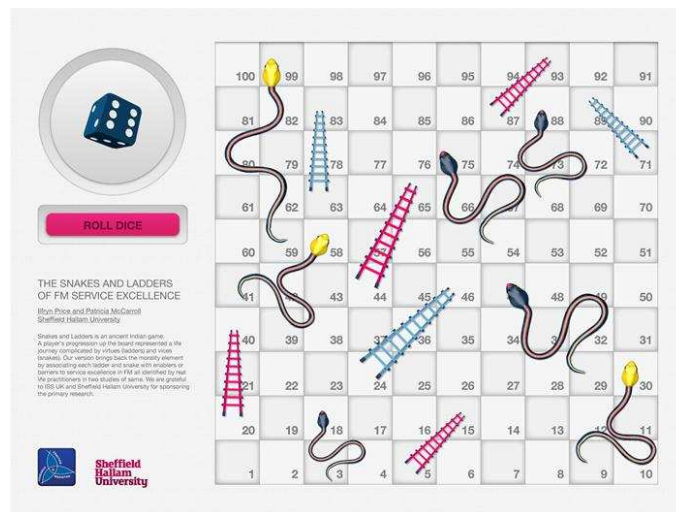 ROLL DICE
THE SNAKES AND LADDERS
OF FM SERVICE EXCELLENCE
Ilfryn Price and Patricia McCarroll
Sheffield Hallam University
Snakes and Ladders is an ancient Indian game.
A player's progression up the board represented a life
journey complicated by virtues (ladders) and vices
(snakes). Our version brings back the morality element
by associating each ladder and snake with enablers or
barriers to service excellence in FM as identified by real
life practitioners in two studies of same. We are grateful
to ISS UK and Sheffield Hallam University for sponsoring
the primary research.
Sheffield
Hallam
University
100 99 98 97 96 95 94 93 92 91
81 82 83 84 85 86 87 88 89 90
80 79 78 77 76 75 74 73 72 71
61 62 63 64 65 66 67 68 69 70
60 59 58 57 56 55 54 53 52 51
41 43 44 45 46 48 49 50
40 39 38 37 36 35 34 32 31
21 22 23 24 25 26 27 28 29 30
20 19 18 17 16 15 14 13 12 11
1 2 3 4 5 6 7 8 9 10